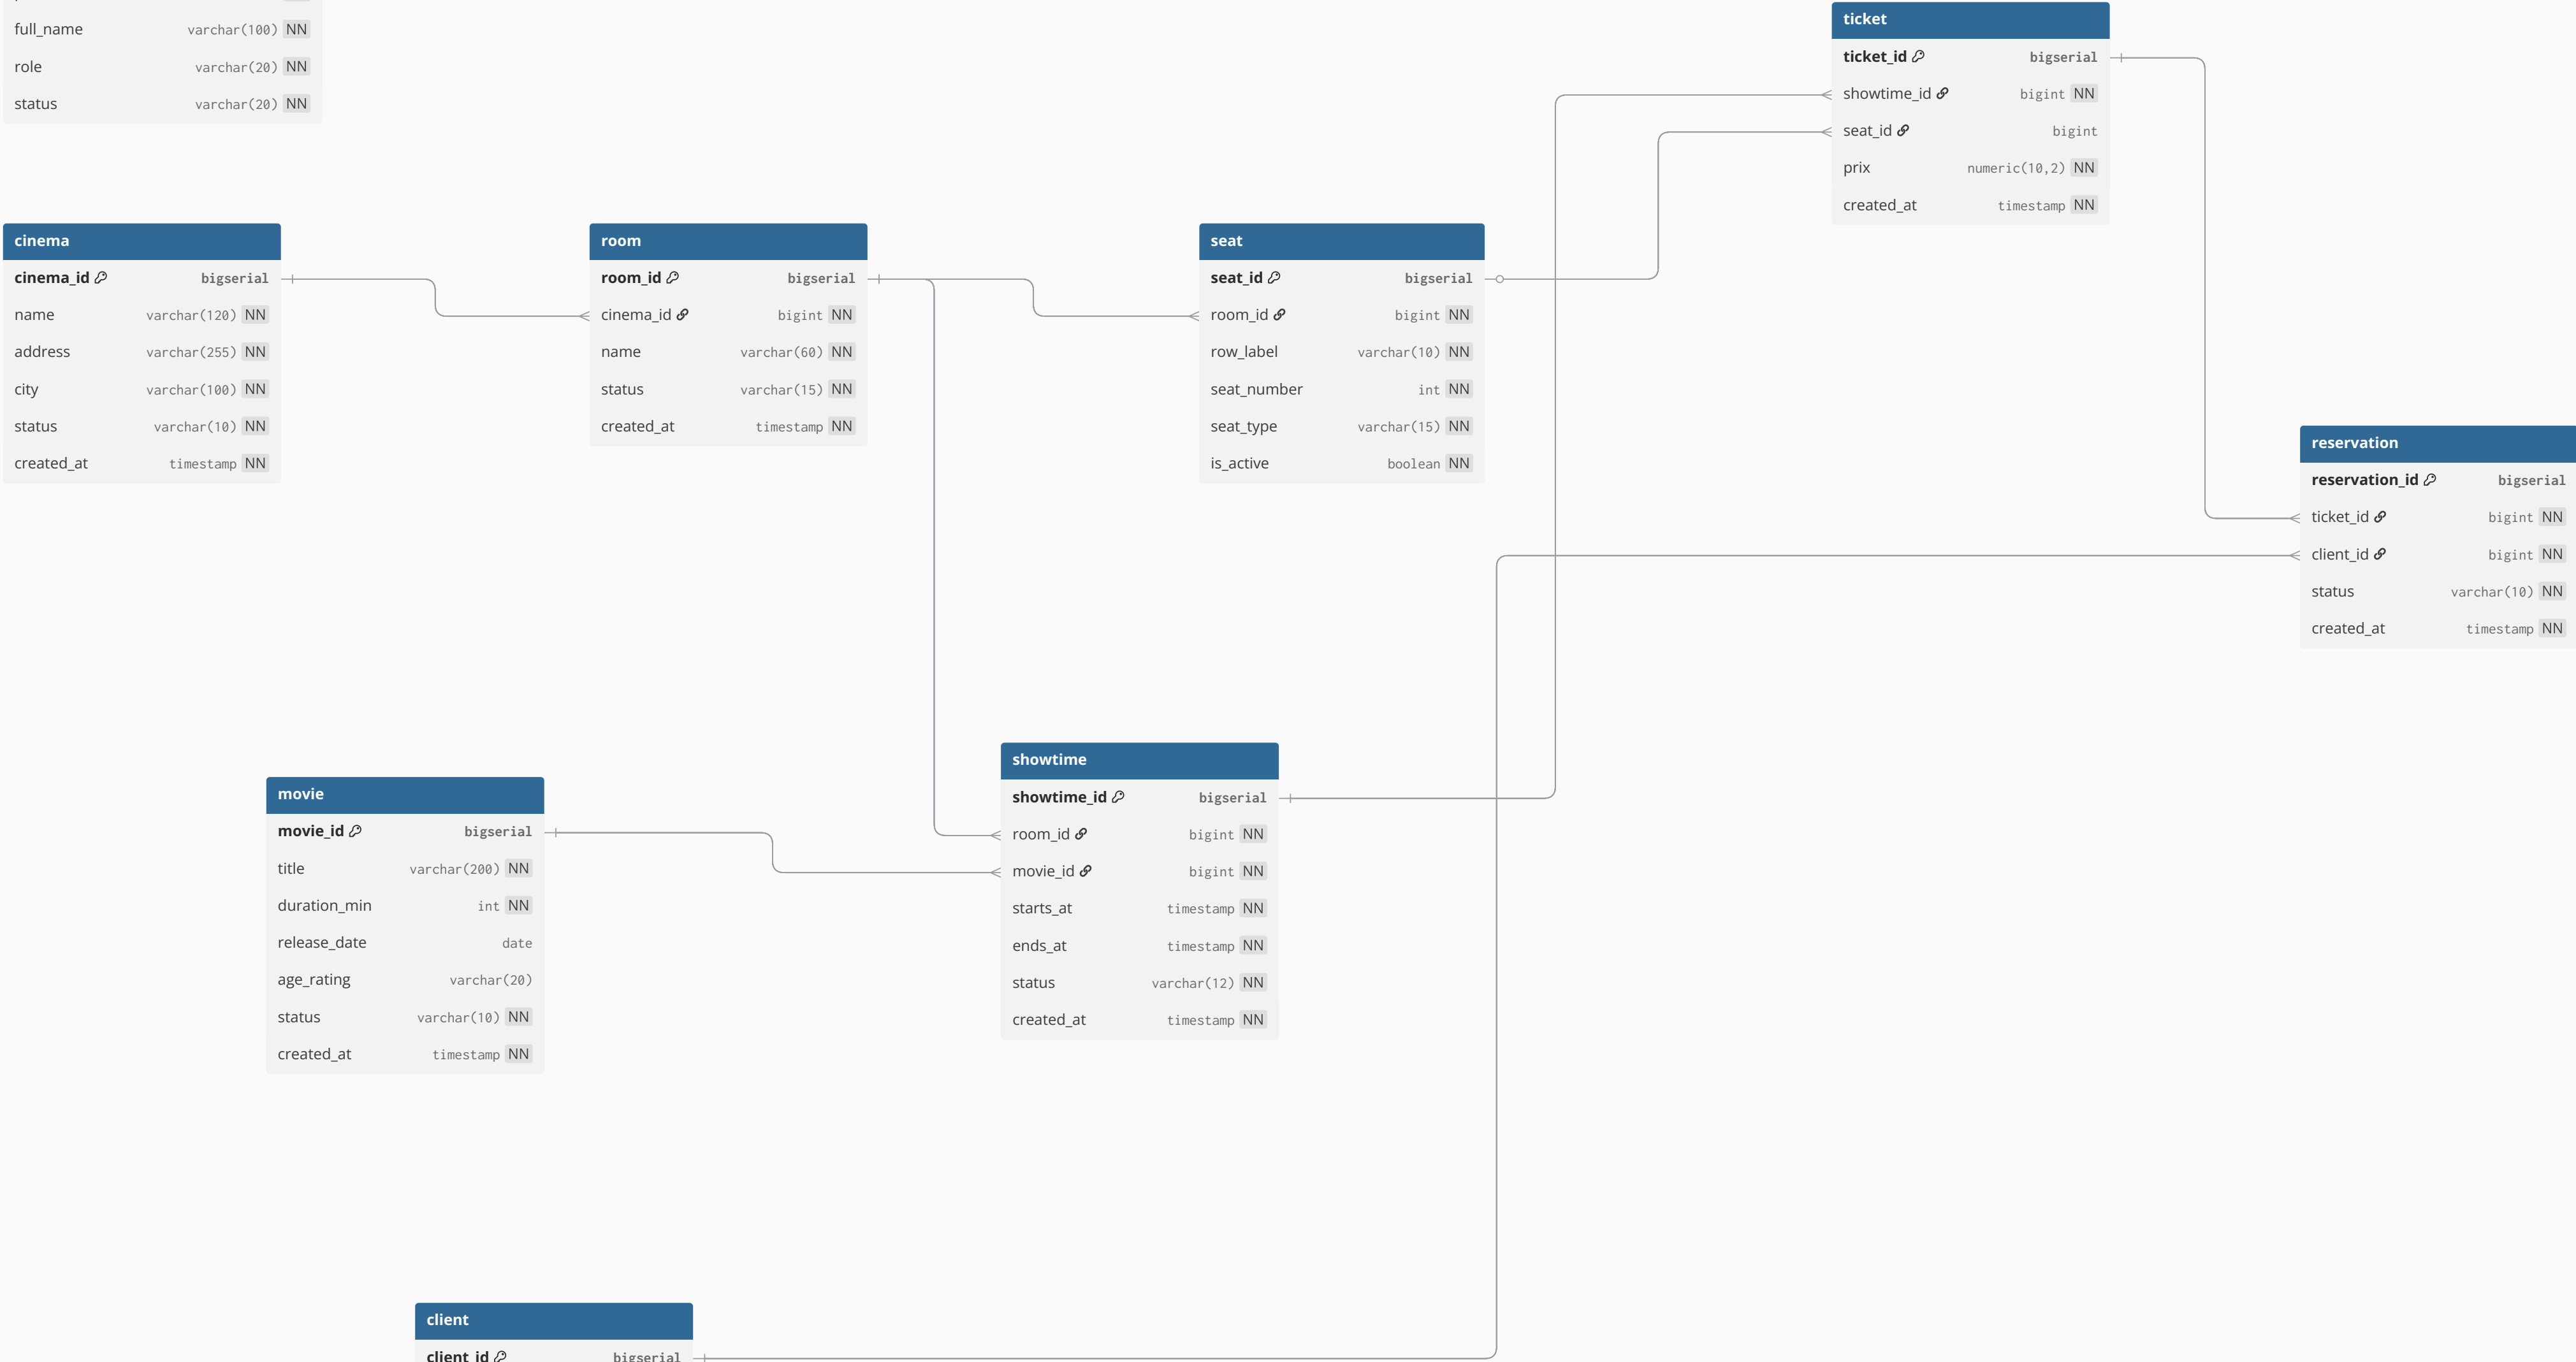 full_name varchar(100) NN
role varchar(20) NN
status varchar(20) NN
ticket
ticket_id bigserial
showtime_id bigint NN
seat_id bigint
prix numeric(10,2) NN
created_at timestamp NN
cinema
cinema_id bigserial
name varchar(120) NN
address varchar(255) NN
city varchar(100) NN
status varchar(10) NN
created_at timestamp NN
room
room_id bigserial
cinema_id bigint NN
name varchar(60) NN
status varchar(15) NN
created_at timestamp NN
seat
seat_id bigserial
room_id bigint NN
row_label varchar(10) NN
seat_number int NN
seat_type varchar(15) NN
is_active boolean NN
reservation
reservation_id bigserial
ticket_id bigint NN
client_id bigint NN
status varchar(10) NN
created_at timestamp NN
movie
movie_id bigserial
title varchar(200) NN
duration_min int NN
release_date date
age_rating varchar(20)
status varchar(10) NN
created_at timestamp NN
showtime
showtime_id bigserial
room_id bigint NN
movie_id bigint NN
starts_at timestamp NN
ends_at timestamp NN
status varchar(12) NN
created_at timestamp NN
client
client_id bigserial